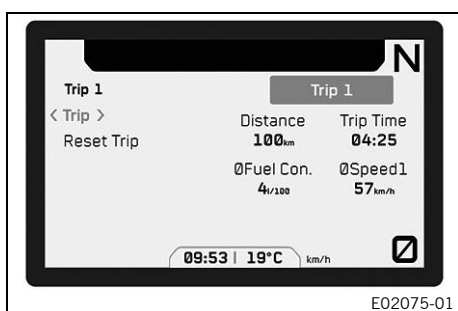 N
Trip 1
Trip 1
< Trip >
Reset Trip
Distance
Trip Time
100km
04:25
ØFuel Con.
ØSpeed1
4l/100
57km/h
09:53 | 19°C km/h
0
E02075-01